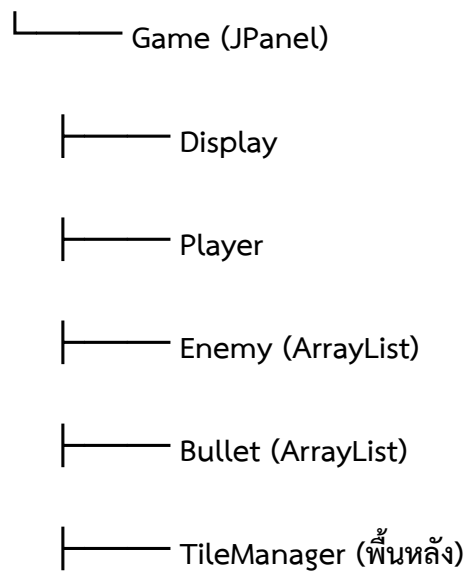 Game (JPanel)
Display
Player
Enemy (ArrayList)
Bullet (ArrayList)
TileManager (พื้นหลัง)